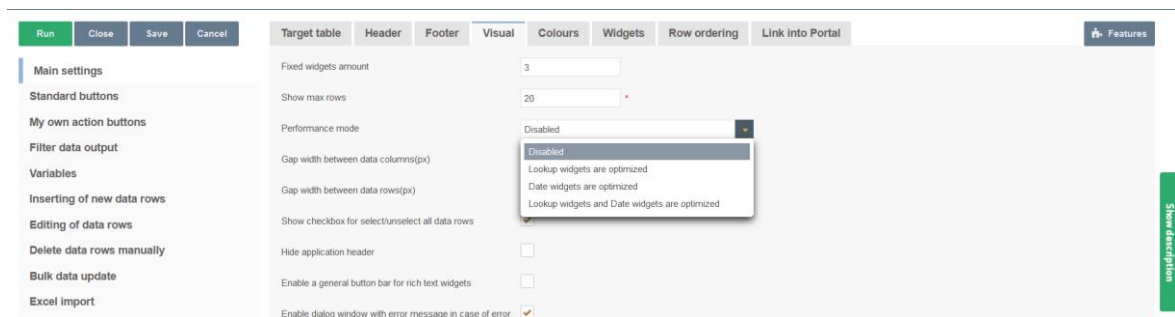 Run Close Save Cancel Target table Header Footer Visual Colours Widgets Row ordering Link into Portal Features
Main settings
Standard buttons
My own action buttons
Filter data output
Variables
Inserting of new data rows
Editing of data rows
Delete data rows manually
Bulk data update
Excel import
Fixed widgets amount 3
Show max rows 20 *
Performance mode Disabled
Disabled
Lookup widgets are optimized
Date widgets are optimized
Lookup widgets and Date widgets are optimized
Gap width between data columns(px)
Gap width between data rows(px)
Show checkbox for select/unselect all data rows
Hide application header
Enable a general button bar for rich text widgets
Enable dialog window with error message in case of error
Show description